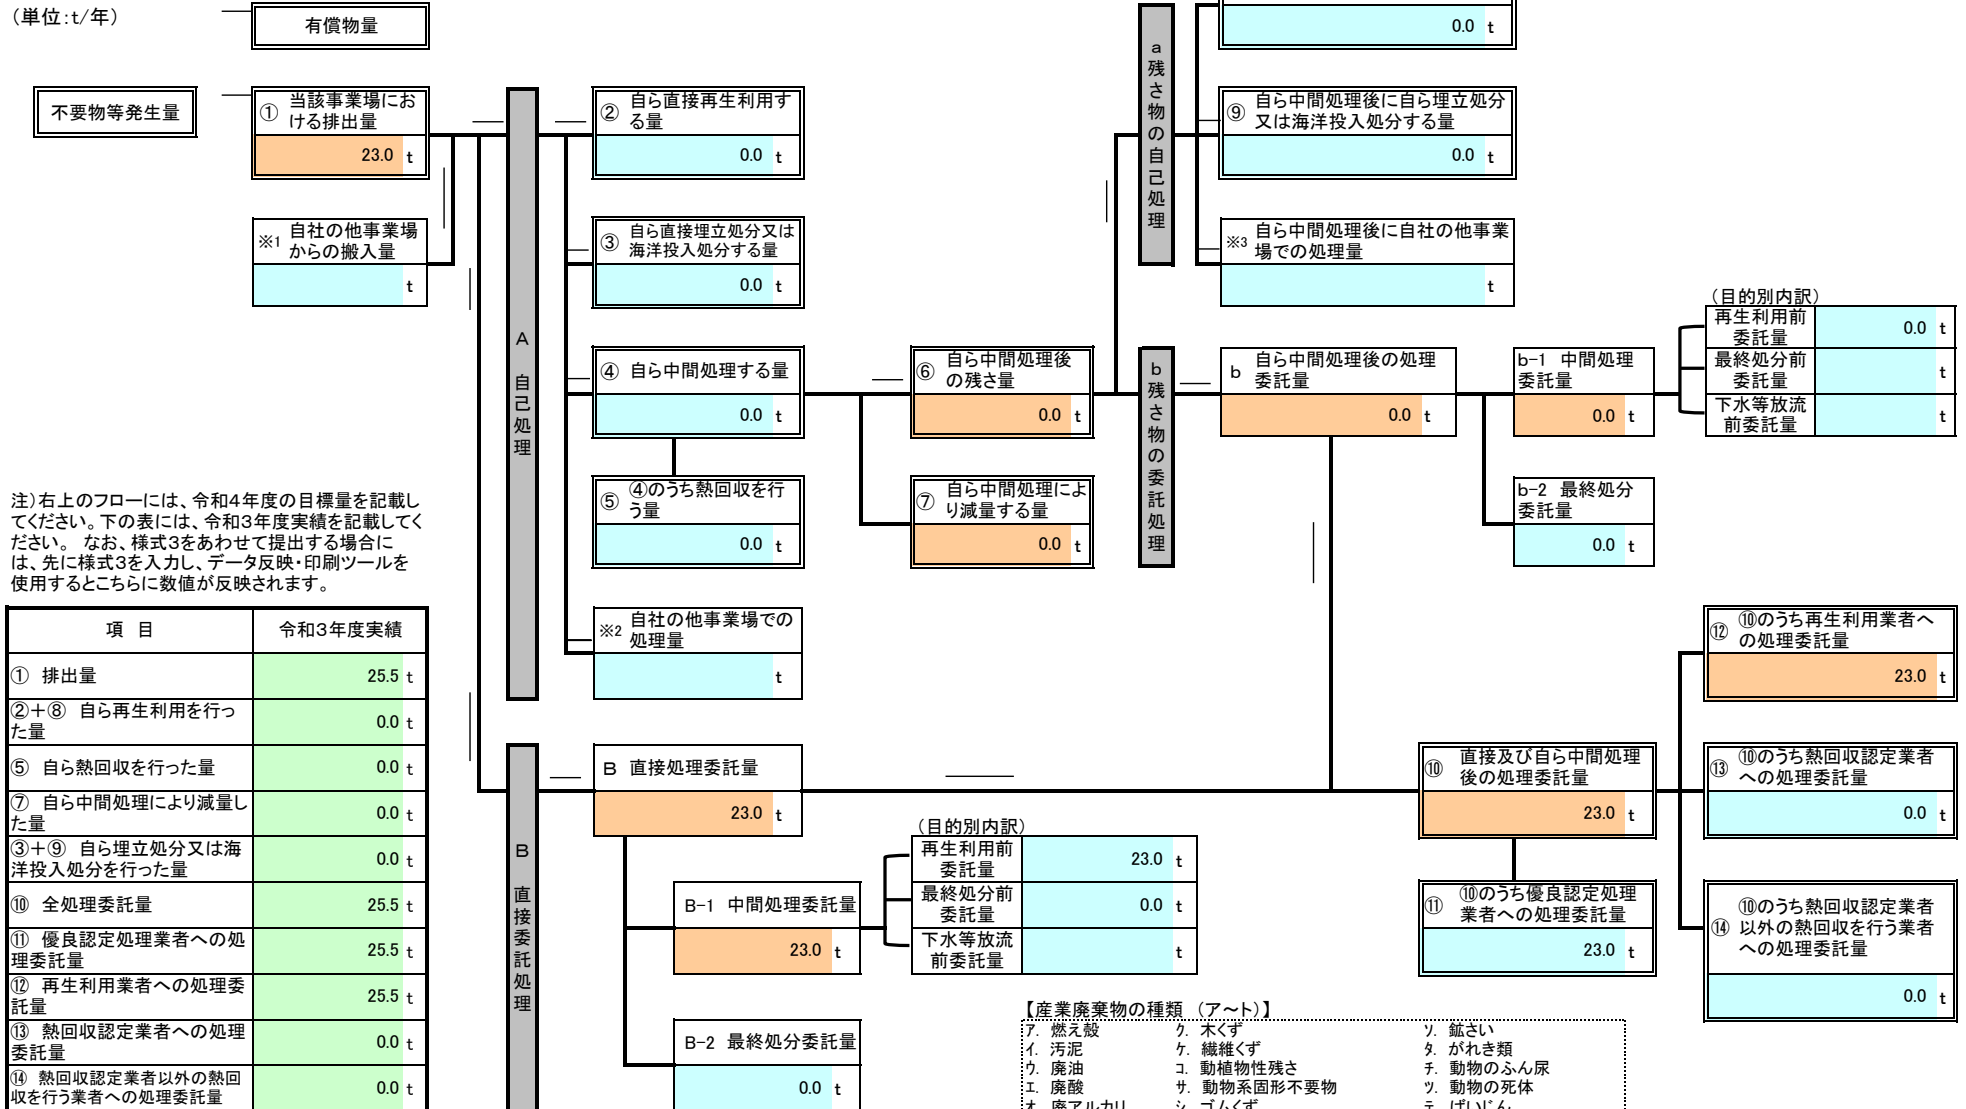 （単位:t/年）
有償物量
0.0 t
不要物等発生量
① 当該事業場にお
ける排出量
23.0 t
② 自ら直接再生利用す
る量
0.0 t
a
残さ物の自己処理
⑨ 自ら中間処理後に自ら埋立処分
又は海洋投入処分する量
0.0 t
※1 自社の他事業場
からの搬入量
t
③ 自ら直接埋立処分又は
海洋投入処分する量
0.0 t
※3 自ら中間処理後に自社の他事業
場での処理量
t
A
自己処理
④ 自ら中間処理する量
0.0 t
⑥ 自ら中間処理後
の残さ量
0.0 t
b
残さ物の委託処理
b 自ら中間処理後の処理
委託量
0.0 t
b-1 中間処理
委託量
0.0 t
（目的別内訳）
再生利用前
委託量
0.0 t
最終処分前
委託量
t
下水等放流
前委託量
t
⑤ ④のうち熱回収を行
う量
0.0 t
⑦ 自ら中間処理によ
り減量する量
0.0 t
b-2 最終処分
委託量
0.0 t
注）右上のフローには、令和4年度の目標量を記載し
てください。下の表には、令和3年度実績を記載してく
ださい。 なお、様式3をあわせて提出する場合に
は、先に様式3を入力し、データ反映・印刷ツールを
使用するとこちらに数値が反映されます。
※2 自社の他事業場での
処理量
t
項 目 令和3年度実績
① 排出量 25.5 t
②＋⑧ 自ら再生利用を行っ
た量 0.0 t
⑤ 自ら熱回収を行った量 0.0 t
⑦ 自ら中間処理により減量し
た量 0.0 t
③＋⑨ 自ら埋立処分又は海
洋投入処分を行った量 0.0 t
⑩ 全処理委託量 25.5 t
⑪ 優良認定処理業者への処
理委託量 25.5 t
⑫ 再生利用業者への処理委
託量 25.5 t
⑬ 熱回収認定業者への処理
委託量 0.0 t
⑭ 熱回収認定業者以外の熱回
収を行う業者への処理委託量 0.0 t
B
直接委託処理
B 直接処理委託量
23.0 t
B-1 中間処理委託量
23.0 t
B-2 最終処分委託量
0.0 t
（目的別内訳）
再生利用前
委託量
23.0 t
最終処分前
委託量
0.0 t
下水等放流
前委託量
t
⑩ 直接及び自ら中間処理
後の処理委託量
23.0 t
⑪ ⑩のうち優良認定処理
業者への処理委託量
23.0 t
⑫ ⑩のうち再生利用業者へ
の処理委託量
23.0 t
⑬ ⑩のうち熱回収認定業者
への処理委託量
0.0 t
⑭ ⑩のうち熱回収認定業者
以外の熱回収を行う業者
への処理委託量
0.0 t
【産業廃棄物の種類 （ア～ト）】
ｱ. 燃え殻 ｸ. 木くず ｿ. 鉱さい
ｲ. 汚泥 ｹ. 繊維くず ﾀ. がれき類
ｳ. 廃油 ｺ. 動植物性残さ ﾁ. 動物のふん尿
ｴ. 廃酸 ｻ. 動物系固形不要物 ﾂ. 動物の死体
ｵ. 廃アルカリ ｼ. ゴムくず ﾃ. ばいじん